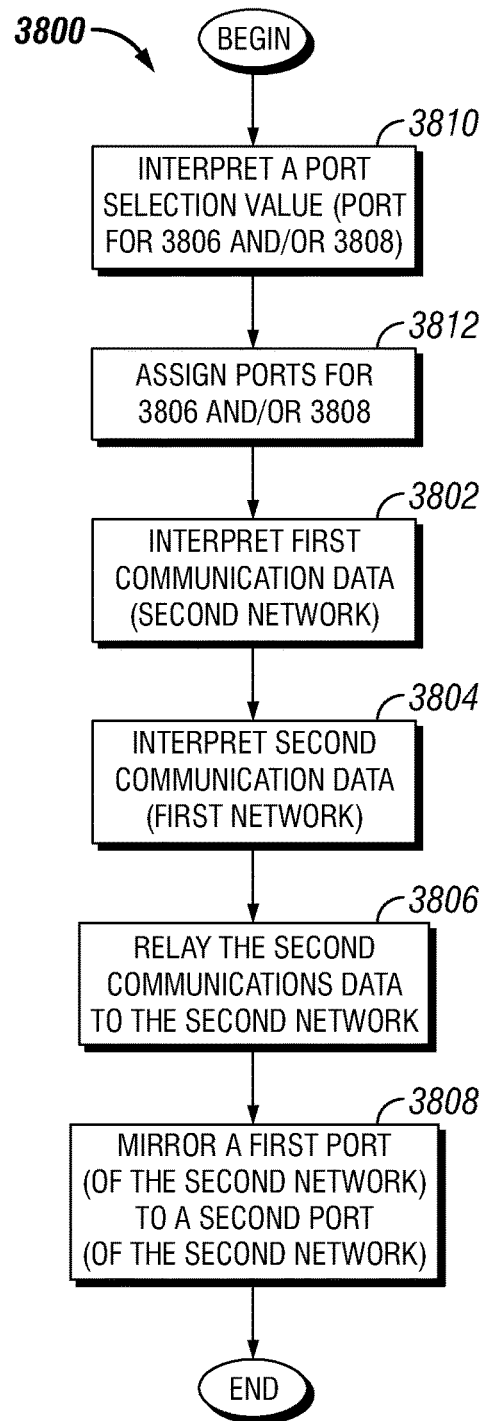 3800
BEGIN
3810
INTERPRET A PORT
SELECTION VALUE (PORT
FOR 3806 AND/OR 3808)
3812
ASSIGN PORTS FOR
3806 AND/OR 3808
3802
INTERPRET FIRST
COMMUNICATION DATA
(SECOND NETWORK)
3804
INTERPRET SECOND
COMMUNICATION DATA
(FIRST NETWORK)
3806
RELAY THE SECOND
COMMUNICATIONS DATA
TO THE SECOND NETWORK
3808
MIRROR A FIRST PORT
(OF THE SECOND NETWORK)
TO A SECOND PORT
(OF THE SECOND NETWORK)
END